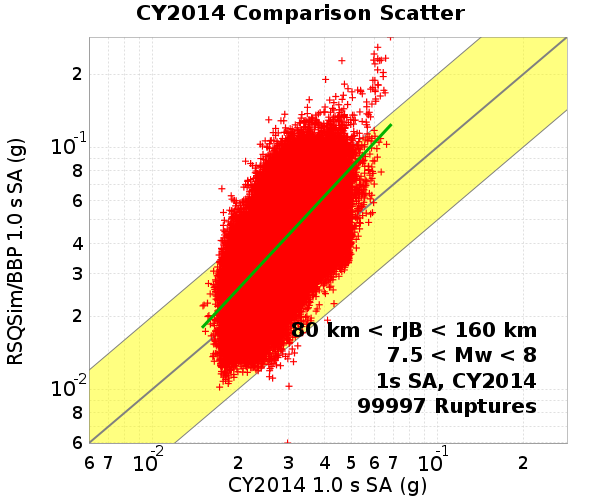 CY2014 Comparison Scatter
RSQSim/BBP 1.0 s SA (g)
2
10-1
8
6
4
3
2
10-2
8
6
80 km < rJB < 160 km
7.5 < Mw < 8
1s SA, CY2014
99997 Ruptures
6 7 10-2 2 3 4 5 6 7 10-1 2
CY2014 1.0 s SA (g)